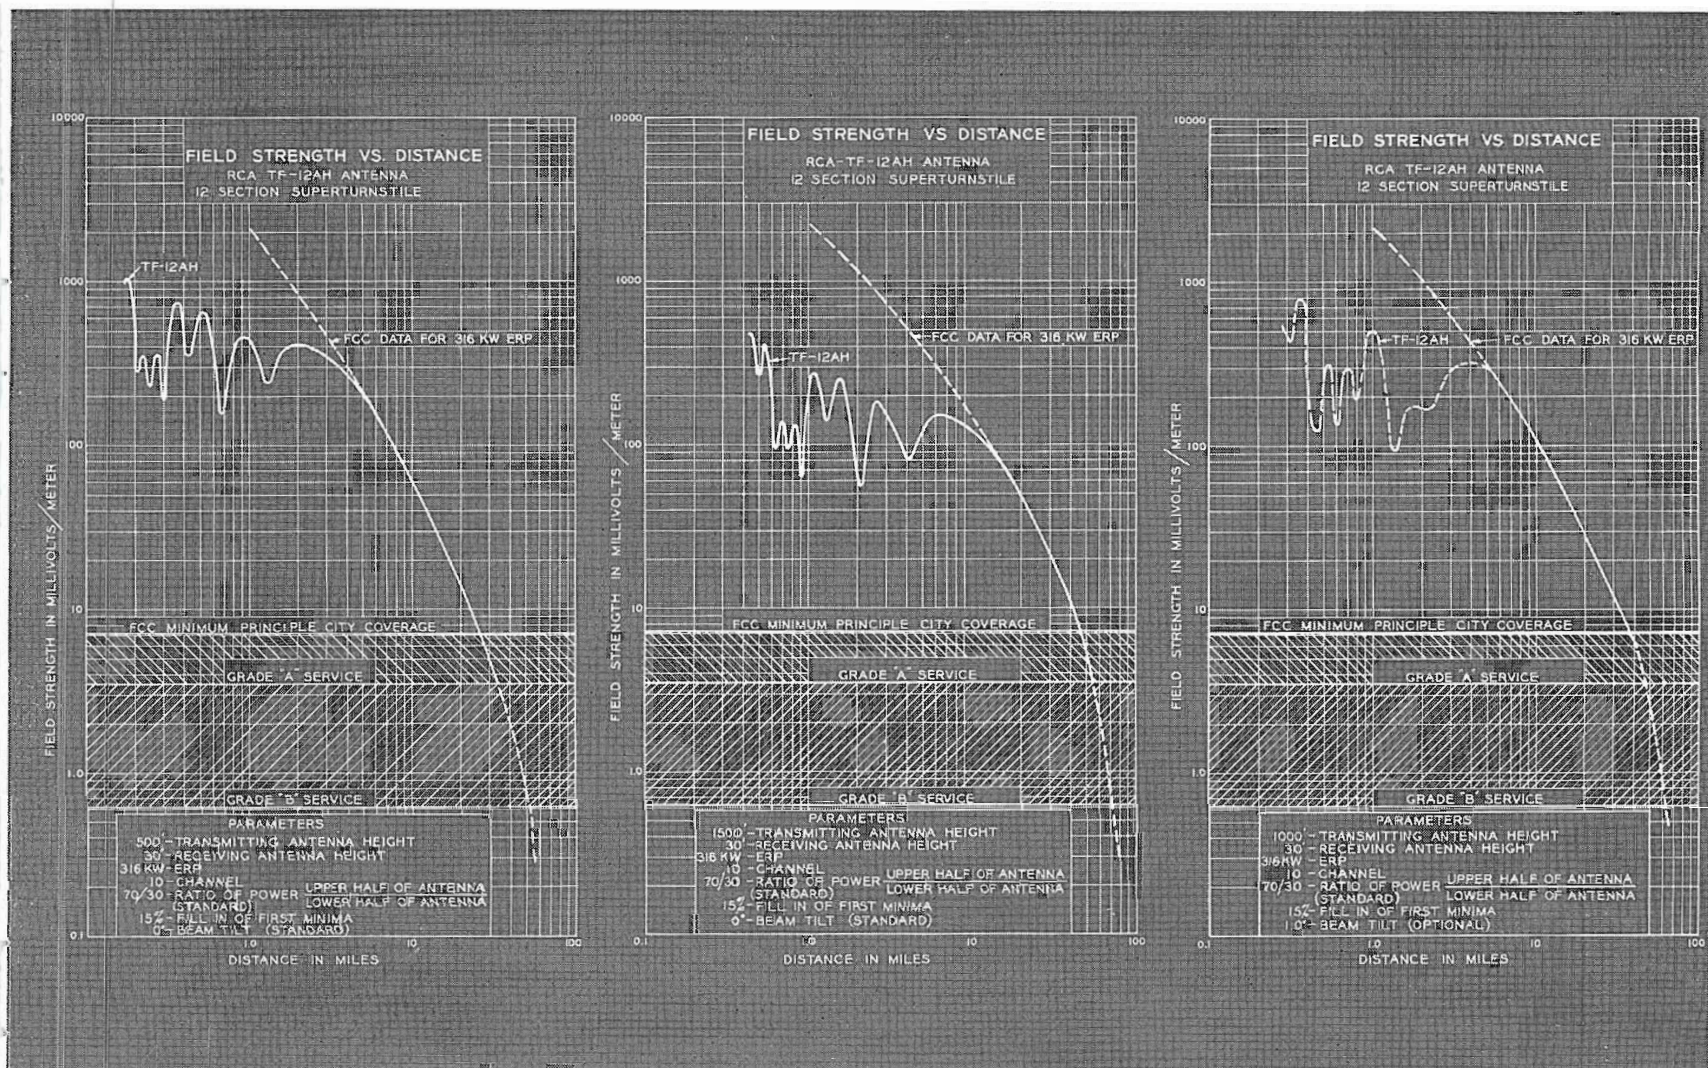 FIELD STRENGTH VS. DISTANCE
RCA TF-12AH ANTENNA
12 SECTION SUPERTURNSTILE
10000
1000
100
10
1.0
0.1
TF-12AH
FCC DATA FOR 316 KW ERP
FIELD STRENGTH IN MILLIVOLTS/METER
FCC MINIMUM PRINCIPLE CITY COVERAGE
GRADE "A" SERVICE
GRADE "B" SERVICE
PARAMETERS
500'-TRANSMITTING ANTENNA HEIGHT
30'-RECEIVING ANTENNA HEIGHT
316 KW-ERP
10-CHANNEL
70/30-RATIO OF POWER UPPER HALF OF ANTENNA
(STANDARD) LOWER HALF OF ANTENNA
15%-FILL IN OF FIRST MINIMA
0°-BEAM TILT (STANDARD)
1.0 10 100
DISTANCE IN MILES
FIELD STRENGTH VS DISTANCE
RCA-TF-12AH ANTENNA
12 SECTION SUPERTURNSTILE
10000
1000
100
10
1.0
TF-12AH
FCC DATA FOR 316 KW ERP
FIELD STRENGTH IN MILLIVOLTS/METER
FCC MINIMUM PRINCIPLE CITY COVERAGE
GRADE "A" SERVICE
GRADE "B" SERVICE
PARAMETERS
1500'-TRANSMITTING ANTENNA HEIGHT
30'-RECEIVING ANTENNA HEIGHT
316 KW-ERP
10-CHANNEL
70/30-RATIO OF POWER UPPER HALF OF ANTENNA
(STANDARD) LOWER HALF OF ANTENNA
15%-FILL IN OF FIRST MINIMA
0°-BEAM TILT (STANDARD)
0.1 1.0 10 100
DISTANCE IN MILES
FIELD STRENGTH VS DISTANCE
RCA TF-12AH ANTENNA
12 SECTION SUPERTURNSTILE
10000
1000
100
10
1.0
TF-12AH
FCC DATA FOR 316 KW ERP
FIELD STRENGTH IN MILLIVOLTS/METER
FCC MINIMUM PRINCIPLE CITY COVERAGE
GRADE "A" SERVICE
GRADE "B" SERVICE
PARAMETERS
1000'-TRANSMITTING ANTENNA HEIGHT
30'-RECEIVING ANTENNA HEIGHT
316KW-ERP
10-CHANNEL
70/30-RATIO OF POWER UPPER HALF OF ANTENNA
(STANDARD) LOWER HALF OF ANTENNA
15%-FILL IN OF FIRST MINIMA
1.0°-BEAM TILT (OPTIONAL)
0.1 1.0 10 100
DISTANCE IN MILES